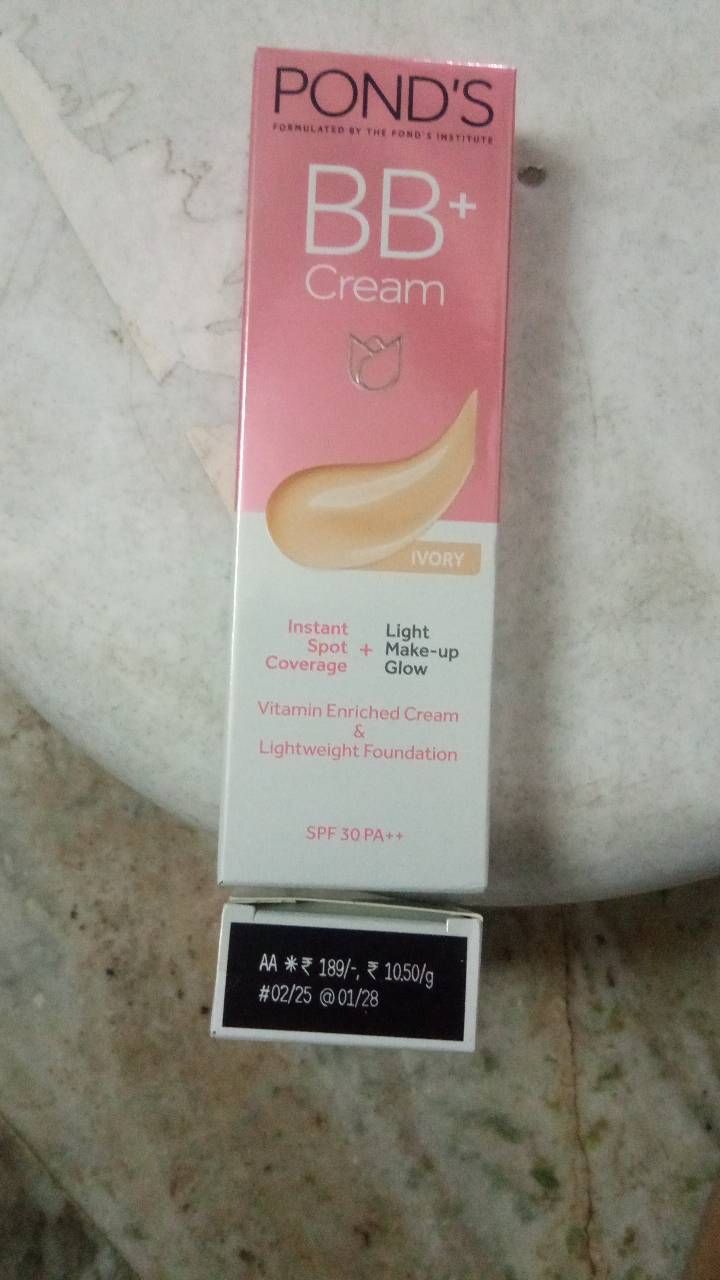 POND'S
FORMULATED BY THE POND'S INSTITUTE
BB+
Cream
IVORY
Instant
Spot
Coverage
+
Light
Make-up
Glow
Vitamin Enriched Cream
&
Lightweight Foundation
SPF 30 PA++
AA *₹ 189/-, ₹ 10.50/g
#02/25 @01/28